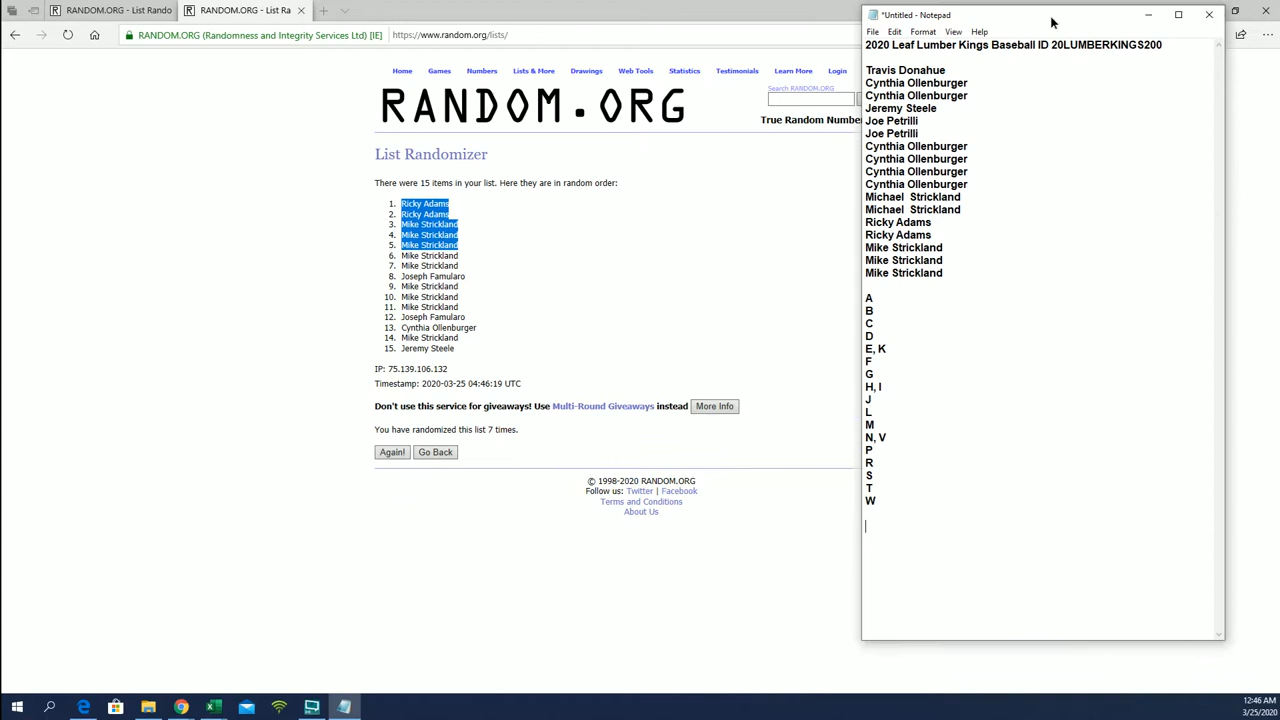 RANDOM.ORG - List Rando
RANDOM.ORG - List Ra
RANDOM.ORG (Randomness and Integrity Services Ltd) [IE]
https://www.random.org/lists/
Home Games Numbers Lists & More Drawings Web Tools Statistics Testimonials Learn More Login
RANDOM.ORG
Search RANDOM.ORG
True Random Number
List Randomizer
There were 15 items in your list. Here they are in random order:
1. Ricky Adams
2. Ricky Adams
3. Mike Strickland
4. Mike Strickland
5. Mike Strickland
6. Mike Strickland
7. Mike Strickland
8. Joseph Famularo
9. Mike Strickland
10. Mike Strickland
11. Mike Strickland
12. Joseph Famularo
13. Cynthia Ollenburger
14. Mike Strickland
15. Jeremy Steele
IP: 75.139.106.132
Timestamp: 2020-03-25 04:46:19 UTC
Don't use this service for giveaways! Use Multi-Round Giveaways instead More Info
You have randomized this list 7 times.
Again! Go Back
© 1998-2020 RANDOM.ORG
Follow us: Twitter | Facebook
Terms and Conditions
About Us
*Untitled - Notepad
File Edit Format View Help
2020 Leaf Lumber Kings Baseball ID 20LUMBERKINGS200
Travis Donahue
Cynthia Ollenburger
Cynthia Ollenburger
Jeremy Steele
Joe Petrilli
Joe Petrilli
Cynthia Ollenburger
Cynthia Ollenburger
Cynthia Ollenburger
Cynthia Ollenburger
Michael  Strickland
Michael  Strickland
Ricky Adams
Ricky Adams
Mike Strickland
Mike Strickland
Mike Strickland
A
B
C
D
E, K
F
G
H, I
J
L
M
N, V
P
R
S
T
W
12:46 AM
3/25/2020